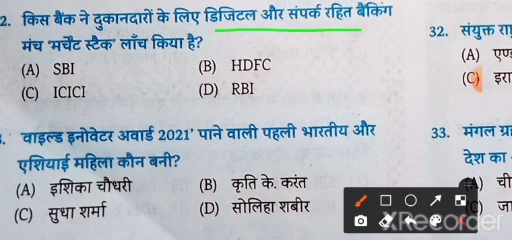 2. किस बैंक ने दुकानदारों के लिए डिजिटल और संपर्क रहित बैंकिंग
मंच 'मर्चेंट स्टैक' लाँच किया है?
(A) SBI (B) HDFC
(C) ICICI (D) RBI
वाइल्ड इनोवेटर अवार्ड 2021' पाने वाली पहली भारतीय और
एशियाई महिला कौन बनी?
(A) इशिका चौधरी (B) कृति के. करंत
(C) सुधा शर्मा (D) सोलिहा शबीर
32. संयुक्त
(A)
(C) इरा
33. मंगल
देश का
XRecorder